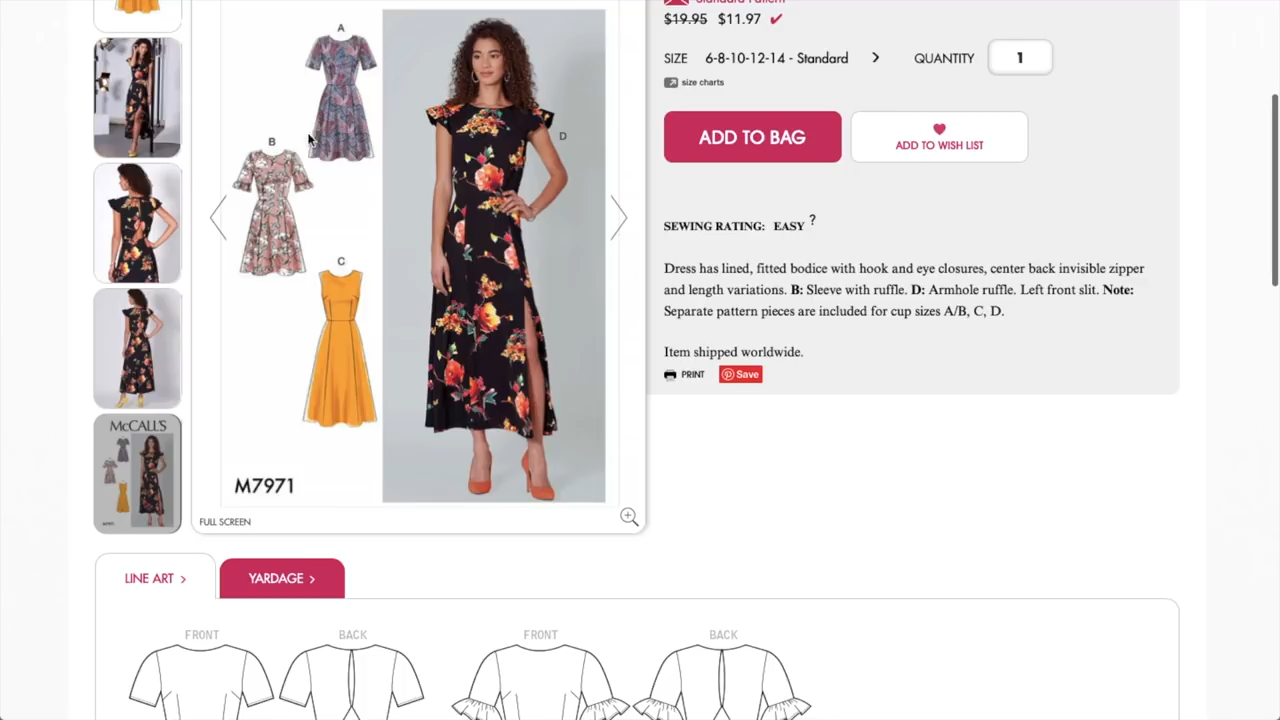 Standard Pattern
$19.95 $11.97 ✔
SIZE 6-8-10-12-14 - Standard > QUANTITY 1
size charts
ADD TO BAG
ADD TO WISH LIST
SEWING RATING: EASY ?
Dress has lined, fitted bodice with hook and eye closures, center back invisible zipper
and length variations. B: Sleeve with ruffle. D: Armhole ruffle. Left front slit. Note:
Separate pattern pieces are included for cup sizes A/B, C, D.
Item shipped worldwide.
PRINT Save
A
B
C
D
M7971
McCALL'S
FULL SCREEN
LINE ART >
YARDAGE >
FRONT BACK FRONT BACK